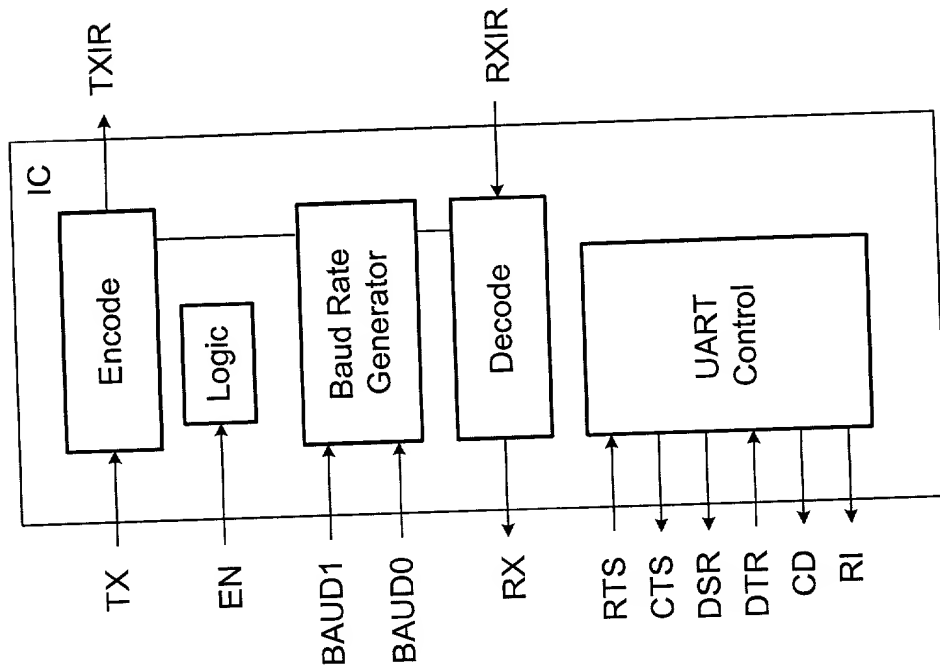 TXIR
RXIR
IC
Encode
Logic
Baud Rate
Generator
Decode
UART
Control
TX
EN
BAUD1
BAUD0
RX
RTS
CTS
DSR
DTR
CD
RI